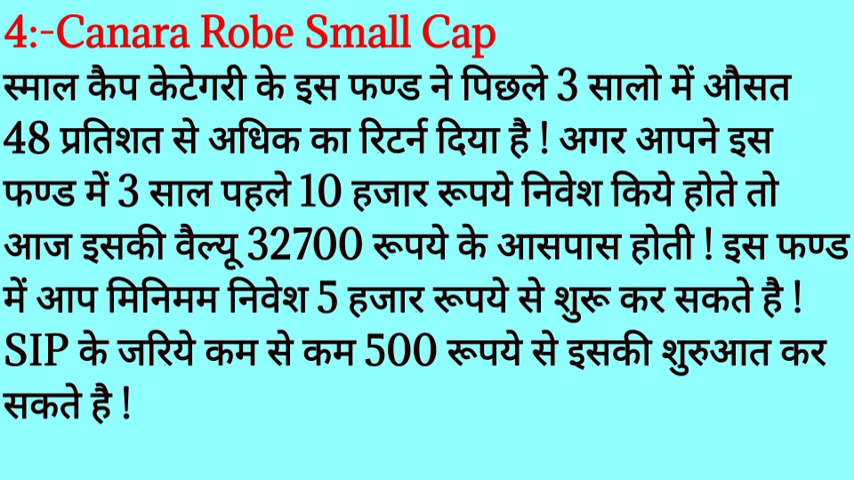 4:-Canara Robe Small Cap
स्माल कैप केटेगरी के इस फण्ड ने पिछले 3 सालो में औसत
48 प्रतिशत से अधिक का रिटर्न दिया है ! अगर आपने इस
फण्ड में 3 साल पहले 10 हजार रूपये निवेश किये होते तो
आज इसकी वैल्यू 32700 रूपये के आसपास होती ! इस फण्ड
में आप मिनिमम निवेश 5 हजार रूपये से शुरू कर सकते है !
SIP के जरिये कम से कम 500 रूपये से इसकी शुरुआत कर
सकते है !